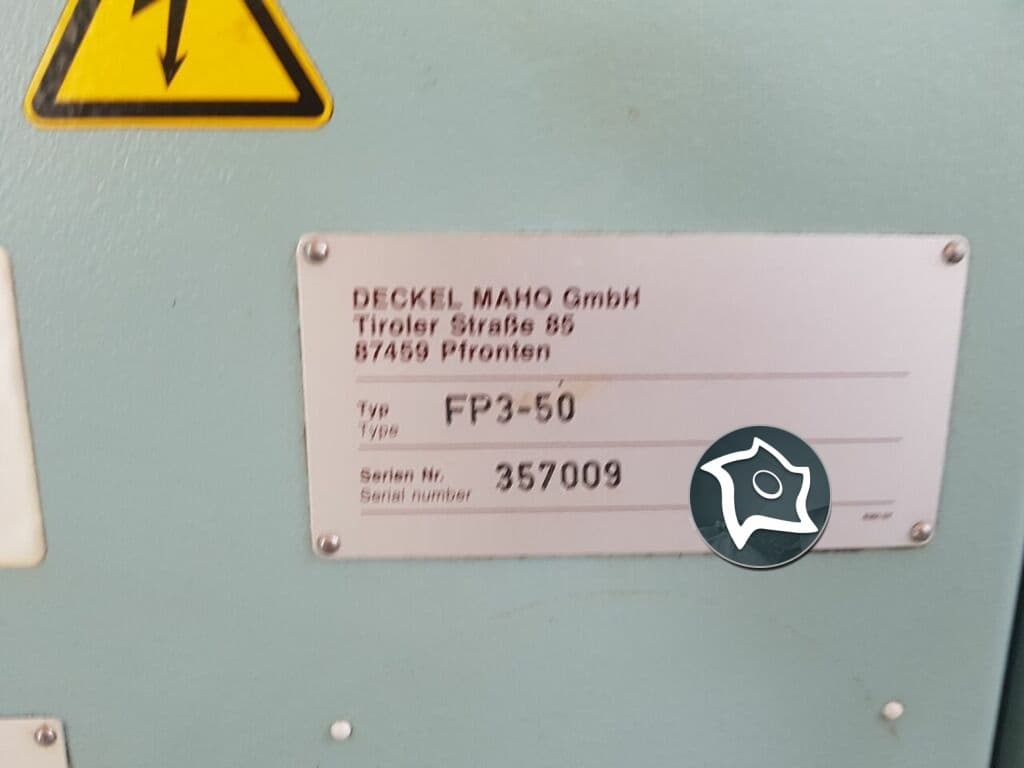 DECKEL MAHO GmbH
Tiroler Straße 85
87459 Pfronten
Typ FP3-50
Type
Serien Nr. 357009
Serial number